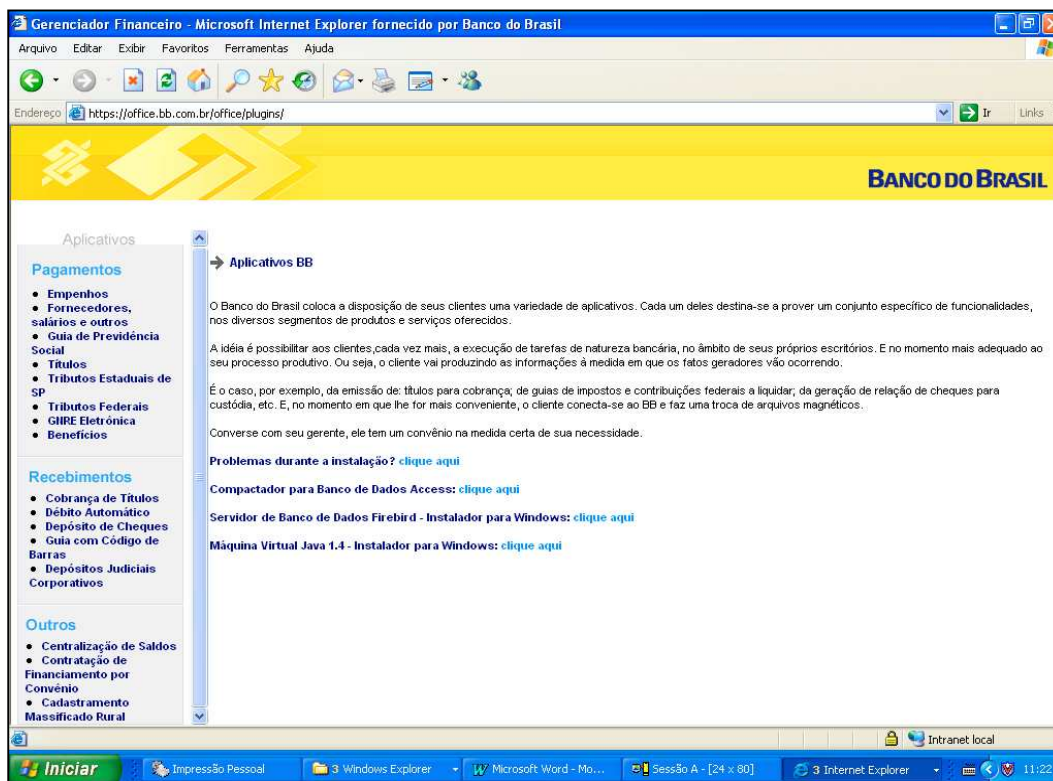 Gerenciador Financeiro - Microsoft Internet Explorer fornecido por Banco do Brasil
Arquivo Editar Exibir Favoritos Ferramentas Ajuda
Endereço https://office.bb.com.br/office/plugins/ Ir Links
BANCO DO BRASIL
Aplicativos
Pagamentos
• Empenhos
• Fornecedores,
salários e outros
• Guia de Previdência
Social
• Títulos
• Tributos Estaduais de
SP
• Tributos Federais
• GNRE Eletrônica
• Benefícios
Recebimentos
• Cobrança de Títulos
• Débito Automático
• Depósito de Cheques
• Guia com Código de
Barras
• Depósitos Judiciais
Corporativos
Outros
• Centralização de Saldos
• Contratação de
Financiamento por
Convênio
• Cadastramento
Massificado Rural
Aplicativos BB
O Banco do Brasil coloca a disposição de seus clientes uma variedade de aplicativos. Cada um deles destina-se a prover um conjunto específico de funcionalidades,
nos diversos segmentos de produtos e serviços oferecidos.
A idéia é possibilitar aos clientes,cada vez mais, a execução de tarefas de natureza bancária, no âmbito de seus próprios escritórios. E no momento mais adequado ao
seu processo produtivo. Ou seja, o cliente vai produzindo as informações à medida em que os fatos geradores vão ocorrendo.
É o caso, por exemplo, da emissão de: títulos para cobrança; de guias de impostos e contribuições federais a liquidar; da geração de relação de cheques para
custódia, etc. E, no momento em que lhe for mais conveniente, o cliente conecta-se ao BB e faz uma troca de arquivos magnéticos.
Converse com seu gerente, ele tem um convênio na medida certa de sua necessidade.
Problemas durante a instalação? clique aqui
Compactador para Banco de Dados Access: clique aqui
Servidor de Banco de Dados Firebird - Instalador para Windows: clique aqui
Máquina Virtual Java 1.4 - Instalador para Windows: clique aqui
Intranet local
Iniciar Impressão Pessoal 3 Windows Explorer Microsoft Word - Mo... Sessão A - [24 x 80] 3 Internet Explorer 11:22